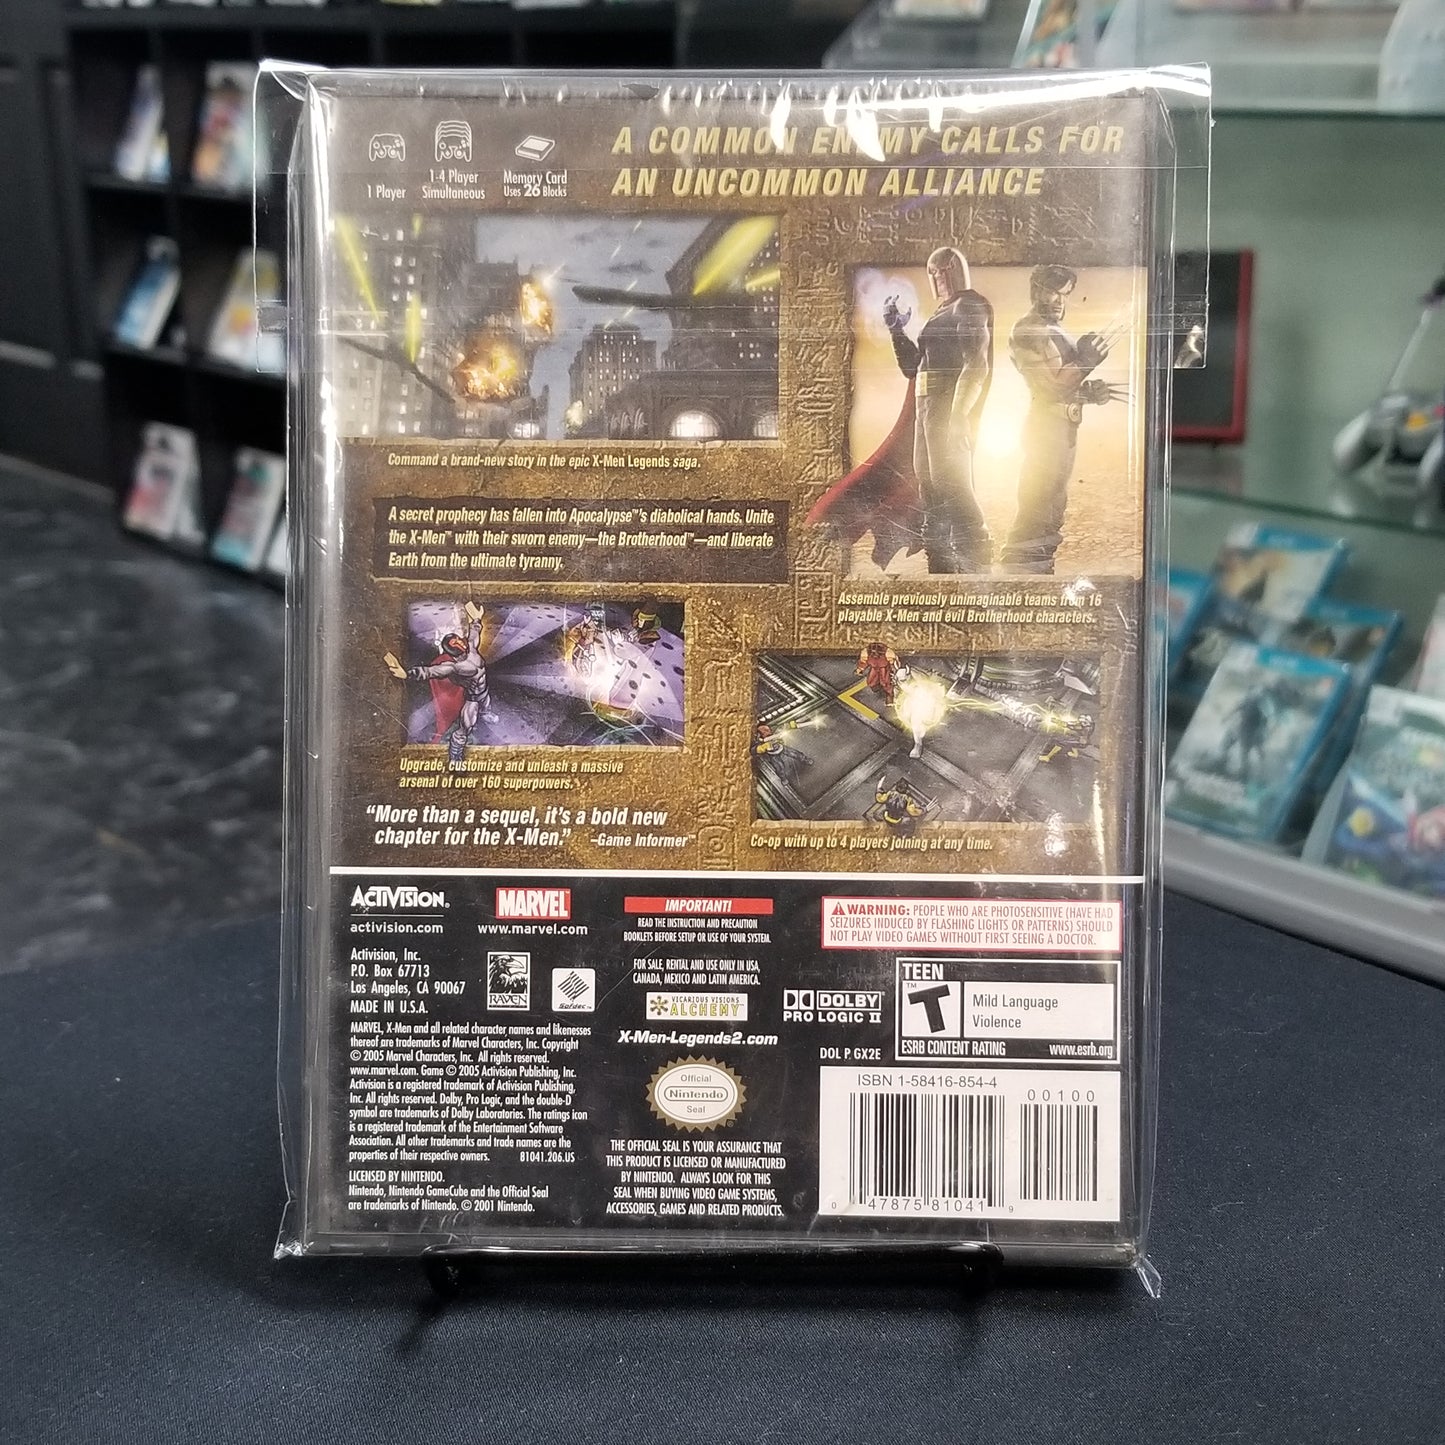 1 Player
1-4 Player
Simultaneous
Memory Card
Uses 26 Blocks
A COMMON ENEMY CALLS FOR
AN UNCOMMON ALLIANCE
Command a brand-new story in the epic X-Men Legends saga.
A secret prophecy has fallen into Apocalypse™'s diabolical hands. Unite
the X-Men™ with their sworn enemy—the Brotherhood™—and liberate
Earth from the ultimate tyranny.
Assemble previously unimaginable teams from 16
playable X-Men and evil Brotherhood characters.
Upgrade, customize and unleash a massive
arsenal of over 160 superpowers.
"More than a sequel, it's a bold new
chapter for the X-Men." –Game Informer™
Co-op with up to 4 players joining at any time.
ACTIVISION.
activision.com
MARVEL
www.marvel.com
Activision, Inc.
P.O. Box 67713
Los Angeles, CA 90067
MADE IN U.S.A.
RAVEN
Sofdec™
MARVEL, X-Men and all related character names and likenesses
thereof are trademarks of Marvel Characters, Inc. Copyright
© 2005 Marvel Characters, Inc. All rights reserved.
www.marvel.com. Game © 2005 Activision Publishing, Inc.
Activision is a registered trademark of Activision Publishing,
Inc. All rights reserved. Dolby, Pro Logic, and the double-D
symbol are trademarks of Dolby Laboratories. The ratings icon
is a registered trademark of the Entertainment Software
Association. All other trademarks and trade names are the
properties of their respective owners. 81041.206.US
LICENSED BY NINTENDO.
Nintendo, Nintendo GameCube and the Official Seal
are trademarks of Nintendo. © 2001 Nintendo.
IMPORTANT!
READ THE INSTRUCTION AND PRECAUTION
BOOKLETS BEFORE SETUP OR USE OF YOUR SYSTEM.
FOR SALE, RENTAL AND USE ONLY IN USA,
CANADA, MEXICO AND LATIN AMERICA.
VICARIOUS VISIONS
ALCHEMY™
X-Men-Legends2.com
Official
Nintendo
Seal
THE OFFICIAL SEAL IS YOUR ASSURANCE THAT
THIS PRODUCT IS LICENSED OR MANUFACTURED
BY NINTENDO. ALWAYS LOOK FOR THIS
SEAL WHEN BUYING VIDEO GAME SYSTEMS,
ACCESSORIES, GAMES AND RELATED PRODUCTS.
WARNING: PEOPLE WHO ARE PHOTOSENSITIVE (HAVE HAD
SEIZURES INDUCED BY FLASHING LIGHTS OR PATTERNS) SHOULD
NOT PLAY VIDEO GAMES WITHOUT FIRST SEEING A DOCTOR.
DOLBY
PRO LOGIC II
DOL P GX2E
TEEN
T™
Mild Language
Violence
ESRB CONTENT RATING www.esrb.org
ISBN 1-58416-854-4
00100
0 47875 81041 9